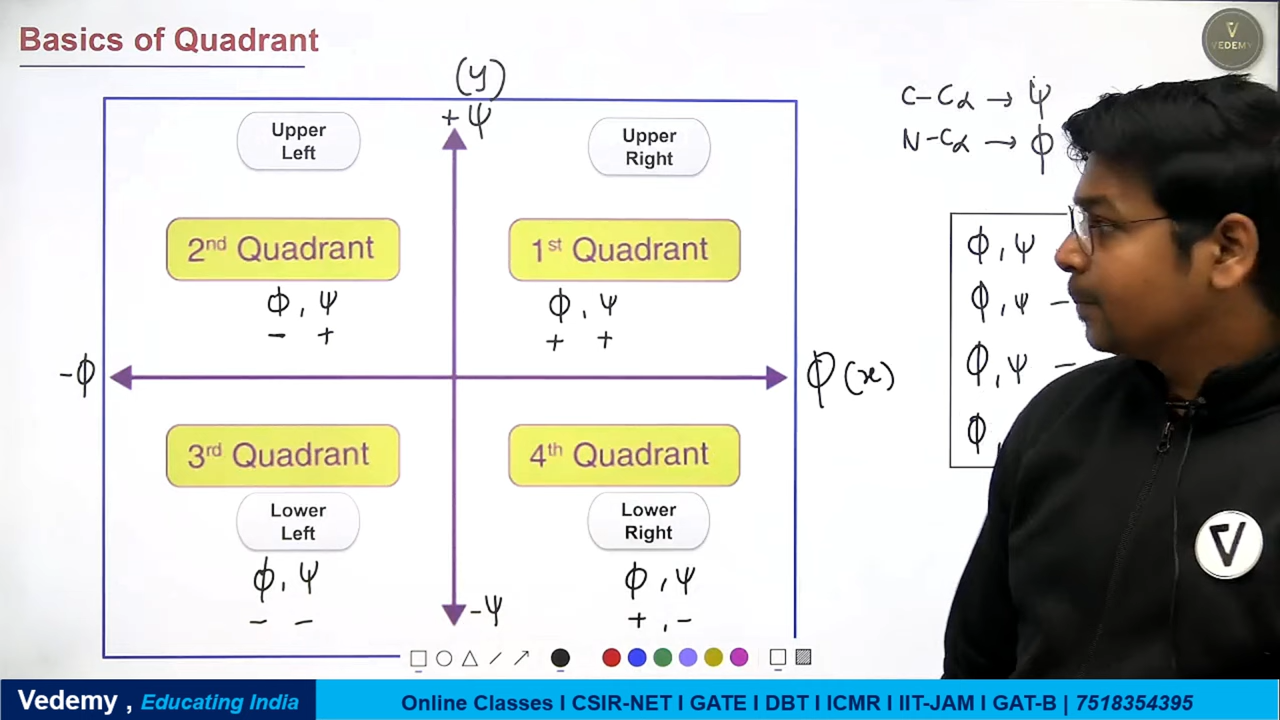 Basics of Quadrant
V
VEDEMY
(y)
+ψ
C-Cα → ψ
N-Cα → ϕ
Upper
Left
Upper
Right
2nd Quadrant
1st Quadrant
ϕ, ψ
- +
ϕ, ψ
+ +
-ϕ
ϕ(x)
ϕ, ψ
ϕ, ψ -
ϕ, ψ -
ϕ,
3rd Quadrant
4th Quadrant
Lower
Left
Lower
Right
ϕ, ψ
- -
ϕ, ψ
+, -
-ψ
V
Vedemy , Educating India
Online Classes I CSIR-NET I GATE I DBT I ICMR I IIT-JAM I GAT-B | 7518354395